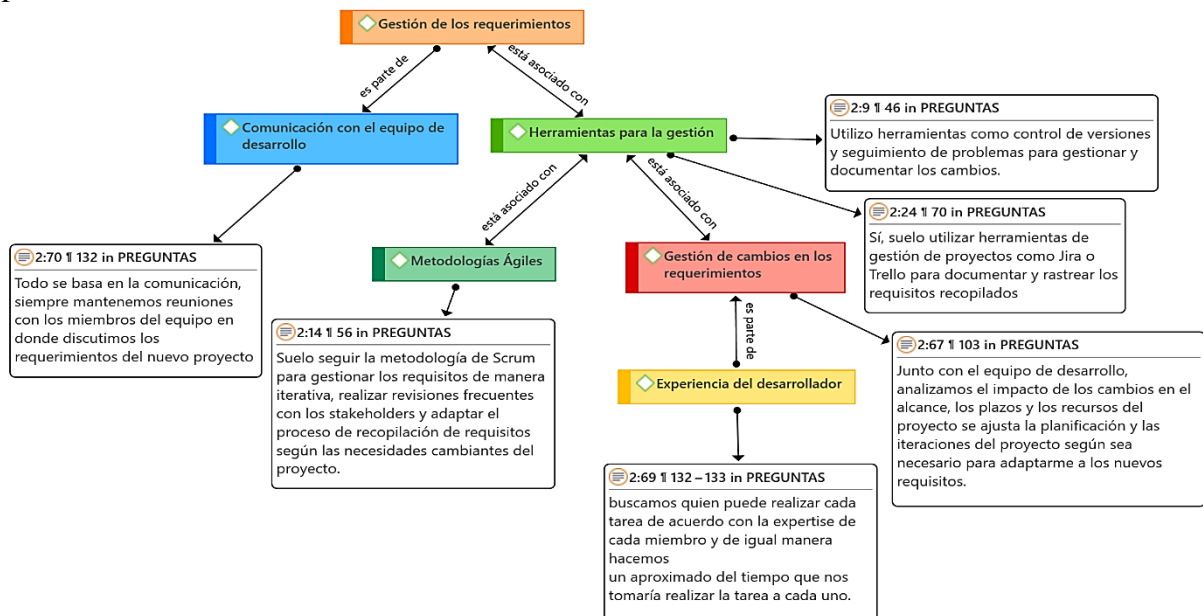 Gestión de los requerimientos
es parte de
está asociado con
Comunicación con el equipo de
desarrollo
Herramientas para la gestión
2:9 ¶ 46 in PREGUNTAS
Utilizo herramientas como control de versiones
y seguimiento de problemas para gestionar y
documentar los cambios.
está asociado con
está asociado con
2:24 ¶ 70 in PREGUNTAS
Sí, suelo utilizar herramientas de
gestión de proyectos como Jira o
Trello para documentar y rastrear los
requisitos recopilados
2:70 ¶ 132 in PREGUNTAS
Todo se basa en la comunicación,
siempre mantenemos reuniones
con los miembros del equipo en
donde discutimos los
requerimientos del nuevo proyecto
Metodologías Ágiles
Gestión de cambios en los
requerimientos
2:14 ¶ 56 in PREGUNTAS
Suelo seguir la metodología de Scrum
para gestionar los requisitos de manera
iterativa, realizar revisiones frecuentes
con los stakeholders y adaptar el
proceso de recopilación de requisitos
según las necesidades cambiantes del
proyecto.
es parte de
2:67 ¶ 103 in PREGUNTAS
Junto con el equipo de desarrollo,
analizamos el impacto de los cambios en el
alcance, los plazos y los recursos del
proyecto se ajusta la planificación y las
iteraciones del proyecto según sea
necesario para adaptarme a los nuevos
requisitos.
Experiencia del desarrollador
2:69 ¶ 132 – 133 in PREGUNTAS
buscamos quien puede realizar cada
tarea de acuerdo con la expertise de
cada miembro y de igual manera
hacemos
un aproximado del tiempo que nos
tomaría realizar la tarea a cada uno.